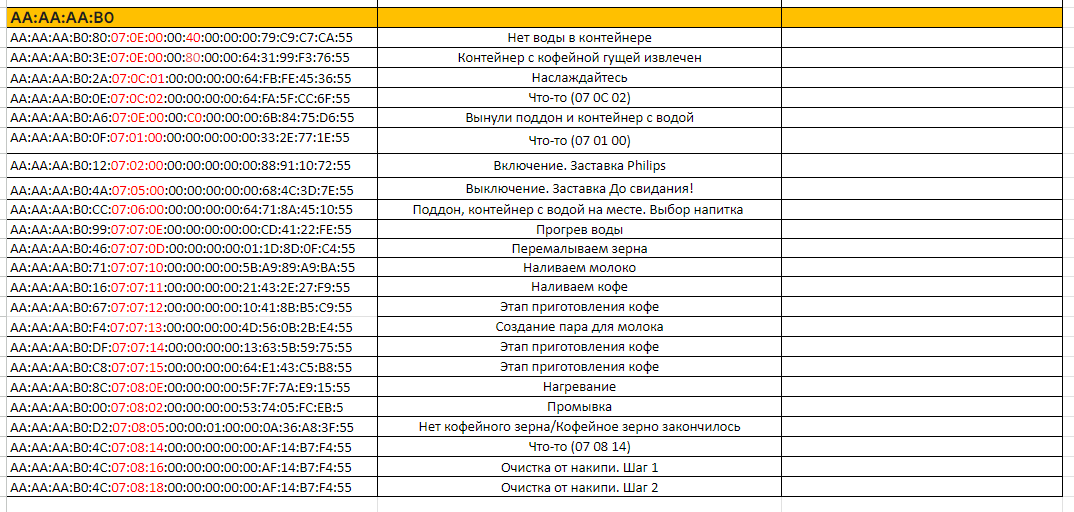 AA:AA:AA:B0
AA:AA:AA:B0:80:07:0E:00:00:40:00:00:00:79:C9:C7:CA:55 Нет воды в контейнере
AA:AA:AA:B0:3E:07:0E:00:00:80:00:00:00:64:31:99:F3:76:55 Контейнер с кофейной гущей извлечен
AA:AA:AA:B0:2A:07:0C:01:00:00:00:00:64:FB:FE:45:36:55 Наслаждайтесь
AA:AA:AA:B0:0E:07:0C:02:00:00:00:00:64:FA:5F:CC:6F:55 Что-то (07 0C 02)
AA:AA:AA:B0:A6:07:0E:00:00:C0:00:00:00:6B:84:75:D6:55 Вынули поддон и контейнер с водой
AA:AA:AA:B0:0F:07:01:00:00:00:00:00:00:33:2E:77:1E:55 Что-то (07 01 00)
AA:AA:AA:B0:12:07:02:00:00:00:00:00:00:88:91:10:72:55 Включение. Заставка Philips
AA:AA:AA:B0:4A:07:05:00:00:00:00:00:00:68:4C:3D:7E:55 Выключение. Заставка До свидания!
AA:AA:AA:B0:CC:07:06:00:00:00:00:00:00:64:71:8A:45:10:55 Поддон, контейнер с водой на месте. Выбор напитка
AA:AA:AA:B0:99:07:07:0E:00:00:00:00:00:CD:41:22:FE:55 Прогрев воды
AA:AA:AA:B0:46:07:07:0D:00:00:00:00:01:1D:8D:0F:C4:55 Перемалываем зерна
AA:AA:AA:B0:71:07:07:10:00:00:00:00:5B:A9:89:A9:BA:55 Наливаем молоко
AA:AA:AA:B0:16:07:07:11:00:00:00:00:21:43:2E:27:F9:55 Наливаем кофе
AA:AA:AA:B0:67:07:07:12:00:00:00:00:10:41:8B:B5:C9:55 Этап приготовления кофе
AA:AA:AA:B0:F4:07:07:13:00:00:00:00:4D:56:0B:2B:E4:55 Создание пара для молока
AA:AA:AA:B0:DF:07:07:14:00:00:00:00:13:63:5B:59:75:55 Этап приготовления кофе
AA:AA:AA:B0:C8:07:07:15:00:00:00:00:64:E1:43:C5:B8:55 Этап приготовления кофе
AA:AA:AA:B0:8C:07:08:0E:00:00:00:00:5F:7F:7A:E9:15:55 Нагревание
AA:AA:AA:B0:00:07:08:02:00:00:00:00:53:74:05:FC:EB:5 Промывка
AA:AA:AA:B0:D2:07:08:05:00:00:01:00:00:0A:36:A8:3F:55 Нет кофейного зерна/Кофейное зерно закончилось
AA:AA:AA:B0:4C:07:08:14:00:00:00:00:00:AF:14:B7:F4:55 Что-то (07 08 14)
AA:AA:AA:B0:4C:07:08:16:00:00:00:00:00:AF:14:B7:F4:55 Очистка от накипи. Шаг 1
AA:AA:AA:B0:4C:07:08:18:00:00:00:00:00:AF:14:B7:F4:55 Очистка от накипи. Шаг 2